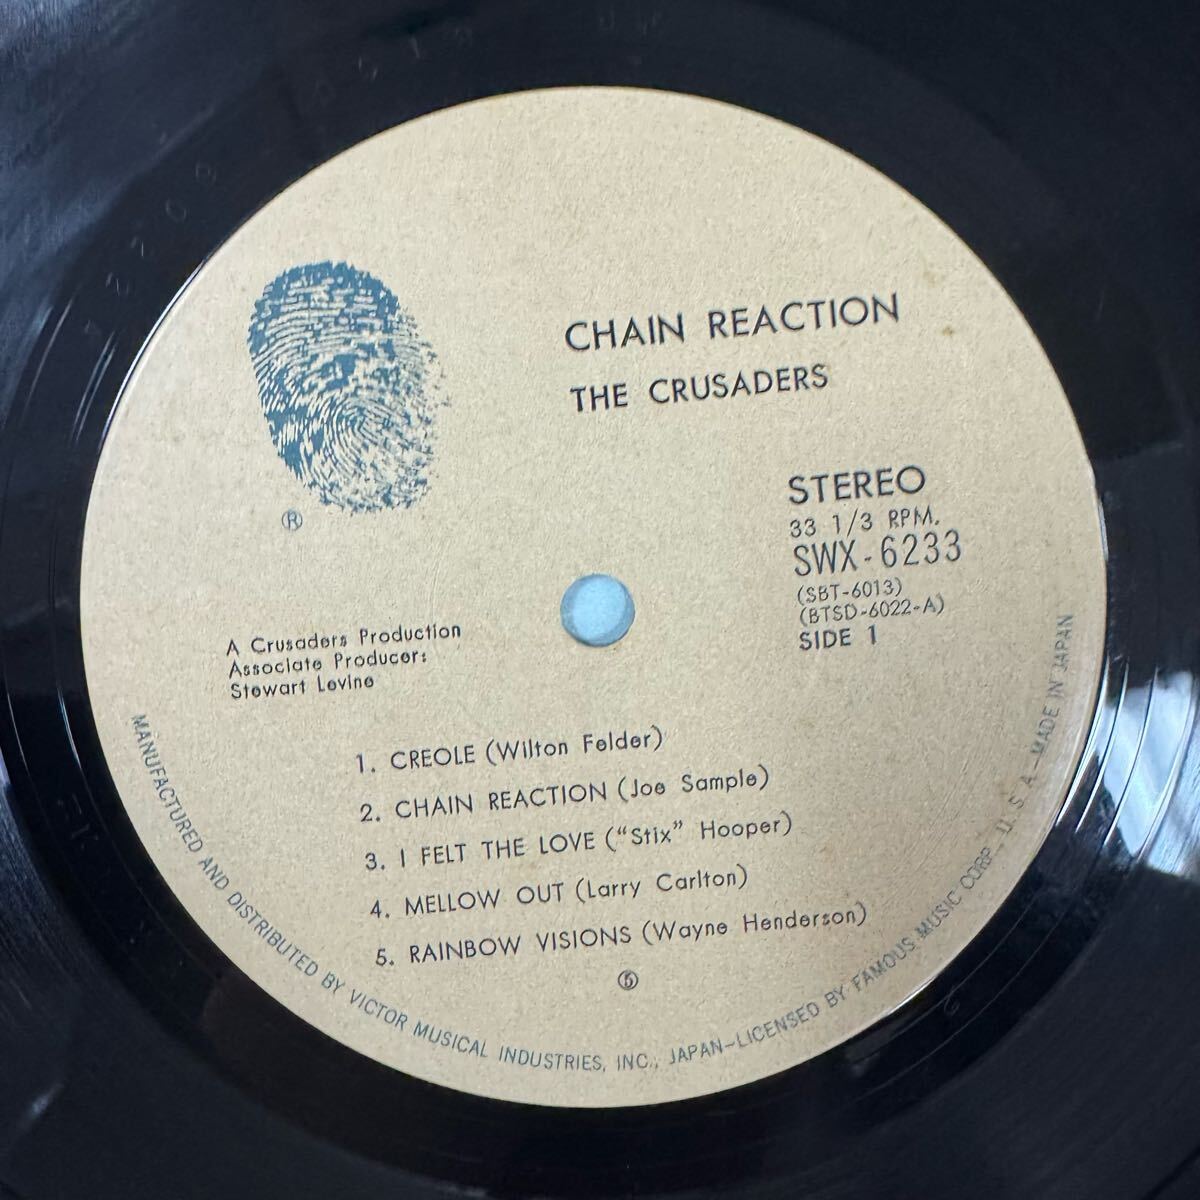 CHAIN REACTION
THE CRUSADERS
®
STEREO
33 1/3 RPM.
SWX-6233
(SBT-6013)
(BTSD-6022-A)
SIDE 1
A Crusaders Production
Associate Producer:
Stewart Levine
1. CREOLE (Wilton Felder)
2. CHAIN REACTION (Joe Sample)
3. I FELT THE LOVE ("Stix" Hooper)
4. MELLOW OUT (Larry Carlton)
5. RAINBOW VISIONS (Wayne Henderson)
MANUFACTURED AND DISTRIBUTED BY VICTOR MUSICAL INDUSTRIES, INC., JAPAN–LICENSED BY FAMOUS MUSIC CORP., U.S.A.–MADE IN JAPAN